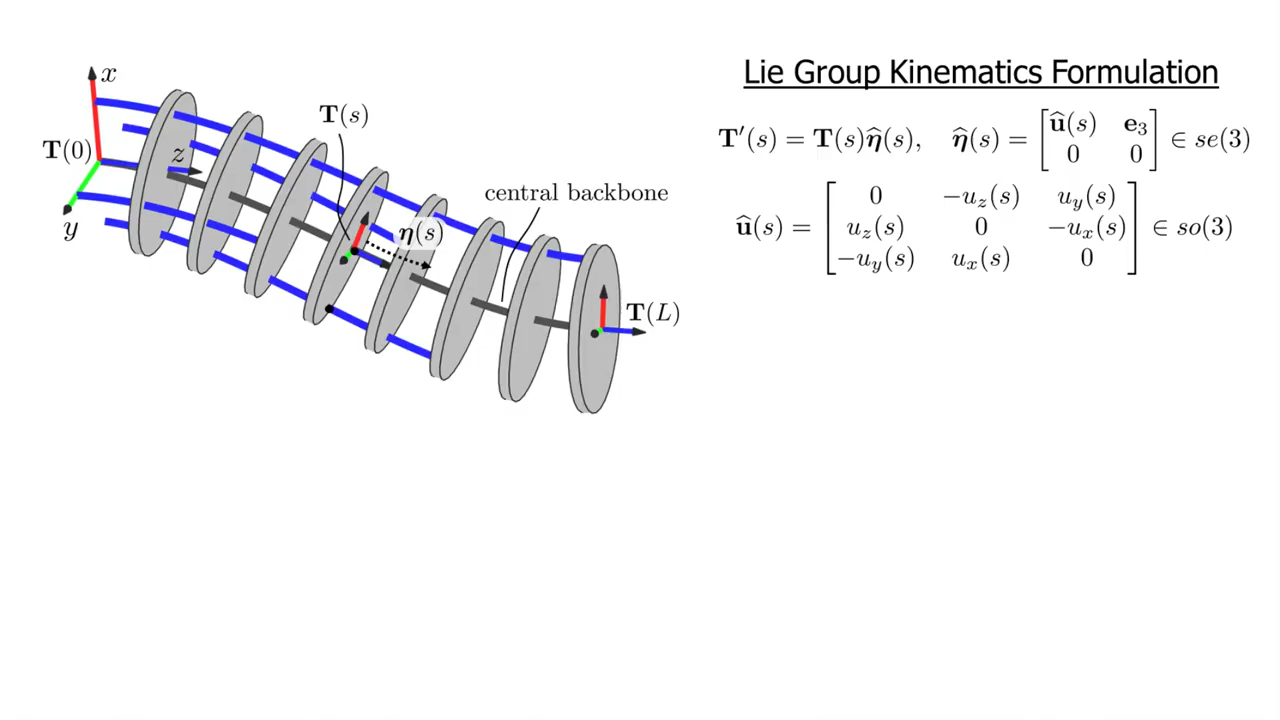 Lie Group Kinematics Formulation
T′(s) = T(s)η̂(s), η̂(s) = [û(s) e₃; 0 0] ∈ se(3)
û(s) = [0 −u_z(s) u_y(s); u_z(s) 0 −u_x(s); −u_y(s) u_x(s) 0] ∈ so(3)
x
T(s)
T(0)
z
central backbone
y
η(s)
T(L)